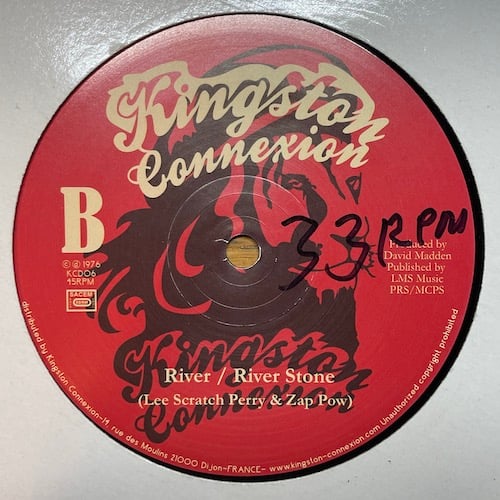 Kingston
Connexion
B
33 RPM
℗ © 1976
KCD06
45RPM
SACEM
Produced by
David Madden
Published by
LMS Music
PRS/MCPS
Kingston
Connexion
River / River Stone
(Lee Scratch Perry & Zap Pow)
distributed by Kingston Connexion-14 rue des Moulins 21000 Dijon-FRANCE- www.kingston-connexion.com Unauthorized copyright prohibited